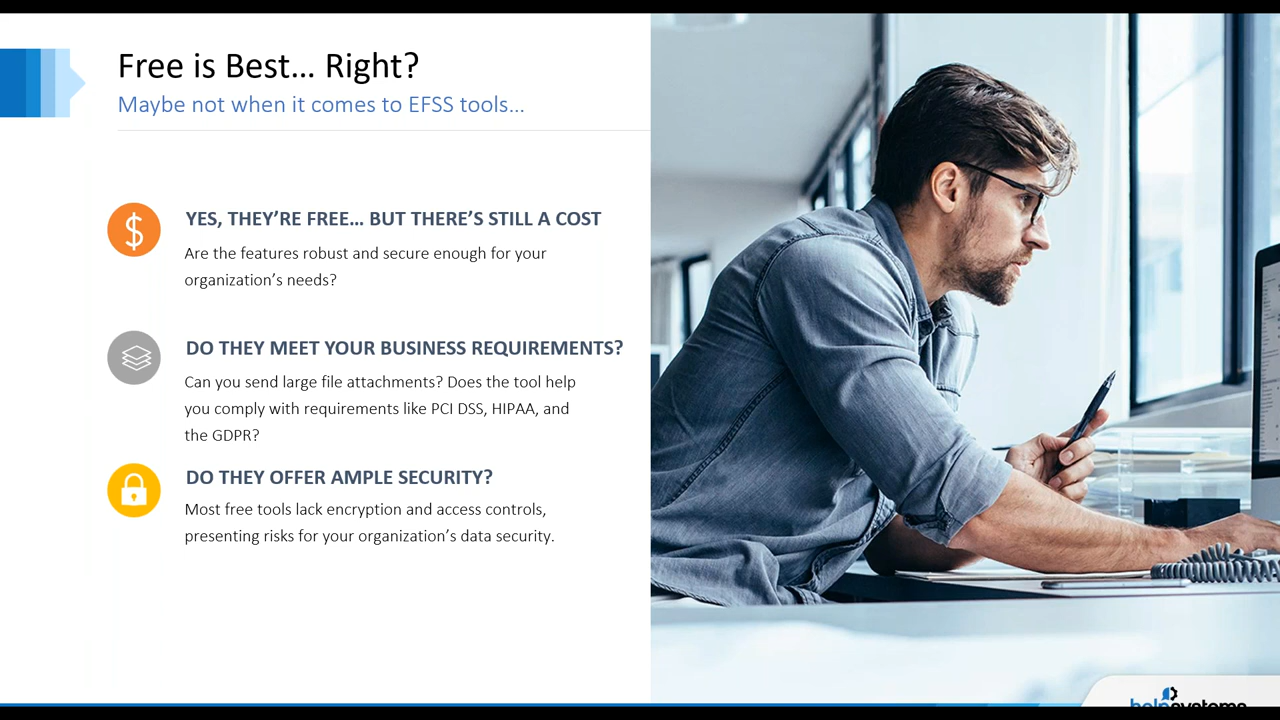 Free is Best... Right?
Maybe not when it comes to EFSS tools...
$
YES, THEY’RE FREE... BUT THERE’S STILL A COST
Are the features robust and secure enough for your
organization’s needs?
DO THEY MEET YOUR BUSINESS REQUIREMENTS?
Can you send large file attachments? Does the tool help
you comply with requirements like PCI DSS, HIPAA, and
the GDPR?
DO THEY OFFER AMPLE SECURITY?
Most free tools lack encryption and access controls,
presenting risks for your organization’s data security.
helpsystems